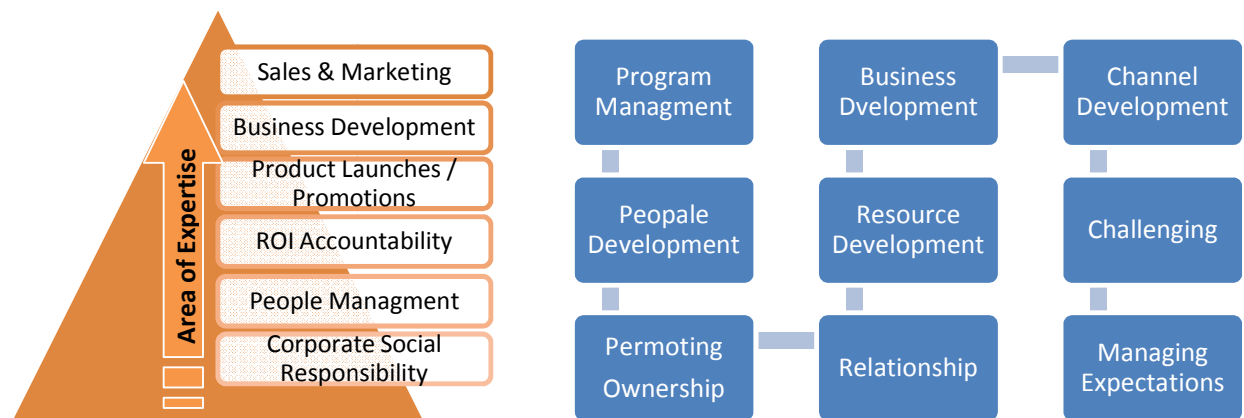 Area of Expertise
Sales & Marketing
Business Development
Product Launches /
Promotions
ROI Accountability
People Managment
Corporate Social
Responsibility
Program
Managment
Peopale
Development
Permoting
Ownership
Relationship
Resource
Development
Business
Dvelopment
Channel
Development
Challenging
Managing
Expectations